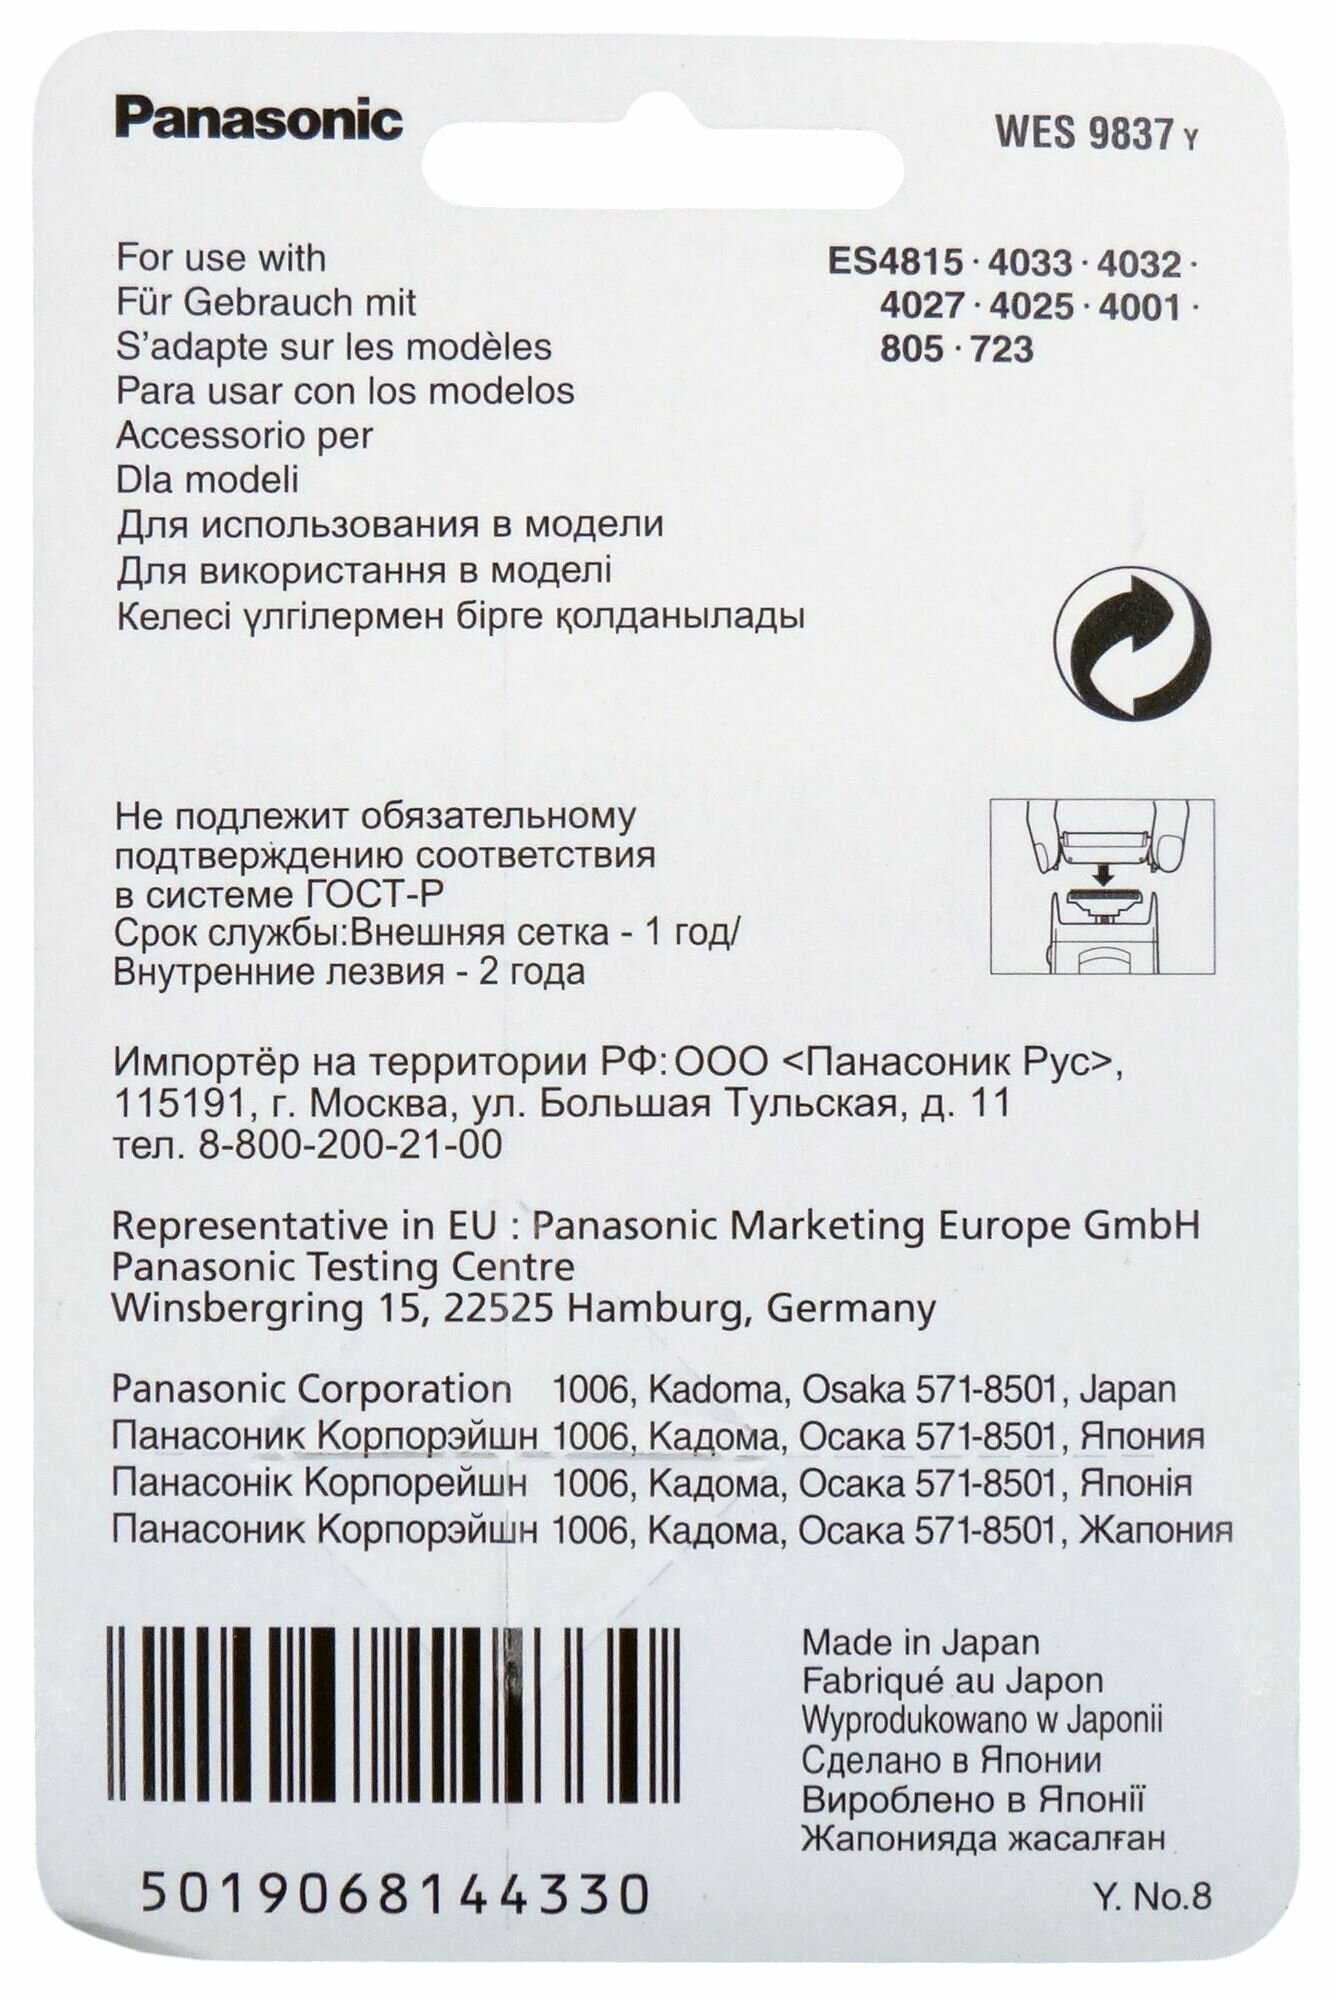 Panasonic
WES 9837 Y
For use with
Für Gebrauch mit
S'adapte sur les modèles
Para usar con los modelos
Accessorio per
Dla modeli
Для использования в модели
Для використання в моделі
Келесі үлгілермен бірге қолданылады
ES4815 · 4033 · 4032 ·
4027 · 4025 · 4001 ·
805 · 723
Не подлежит обязательному
подтверждению соответствия
в системе ГОСТ-Р
Срок службы:Внешняя сетка - 1 год/
Внутренние лезвия - 2 года
Импортёр на территории РФ: ООО <Панасоник Рус>,
115191, г. Москва, ул. Большая Тульская, д. 11
тел. 8-800-200-21-00
Representative in EU : Panasonic Marketing Europe GmbH
Panasonic Testing Centre
Winsbergring 15, 22525 Hamburg, Germany
Panasonic Corporation 1006, Kadoma, Osaka 571-8501, Japan
Панасоник Корпорэйшн 1006, Кадома, Осака 571-8501, Япония
Панасонік Корпорейшн 1006, Кадома, Осака 571-8501, Японія
Панасоник Корпорэйшн 1006, Кадома, Осака 571-8501, Жапония
5019068144330
Made in Japan
Fabriqué au Japon
Wyprodukowano w Japonii
Сделано в Японии
Вироблено в Японії
Жапонияда жасалған
Y. No.8